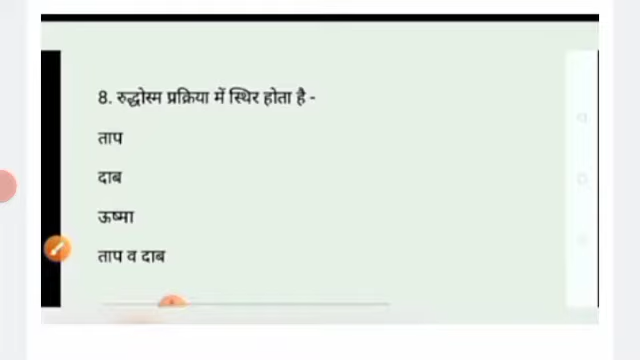 8. रुद्धोस्म प्रक्रिया में स्थिर होता है -
ताप
दाब
ऊष्मा
ताप व दाब